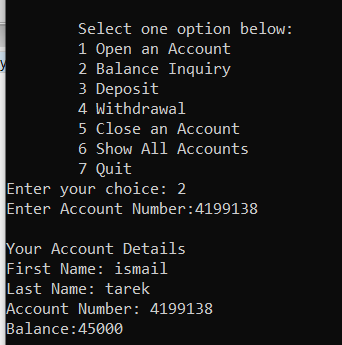 Select one option below:
1 Open an Account
2 Balance Inquiry
3 Deposit
4 Withdrawal
5 Close an Account
6 Show All Accounts
7 Quit
Enter your choice: 2
Enter Account Number:4199138
Your Account Details
First Name: ismail
Last Name: tarek
Account Number: 4199138
Balance:45000